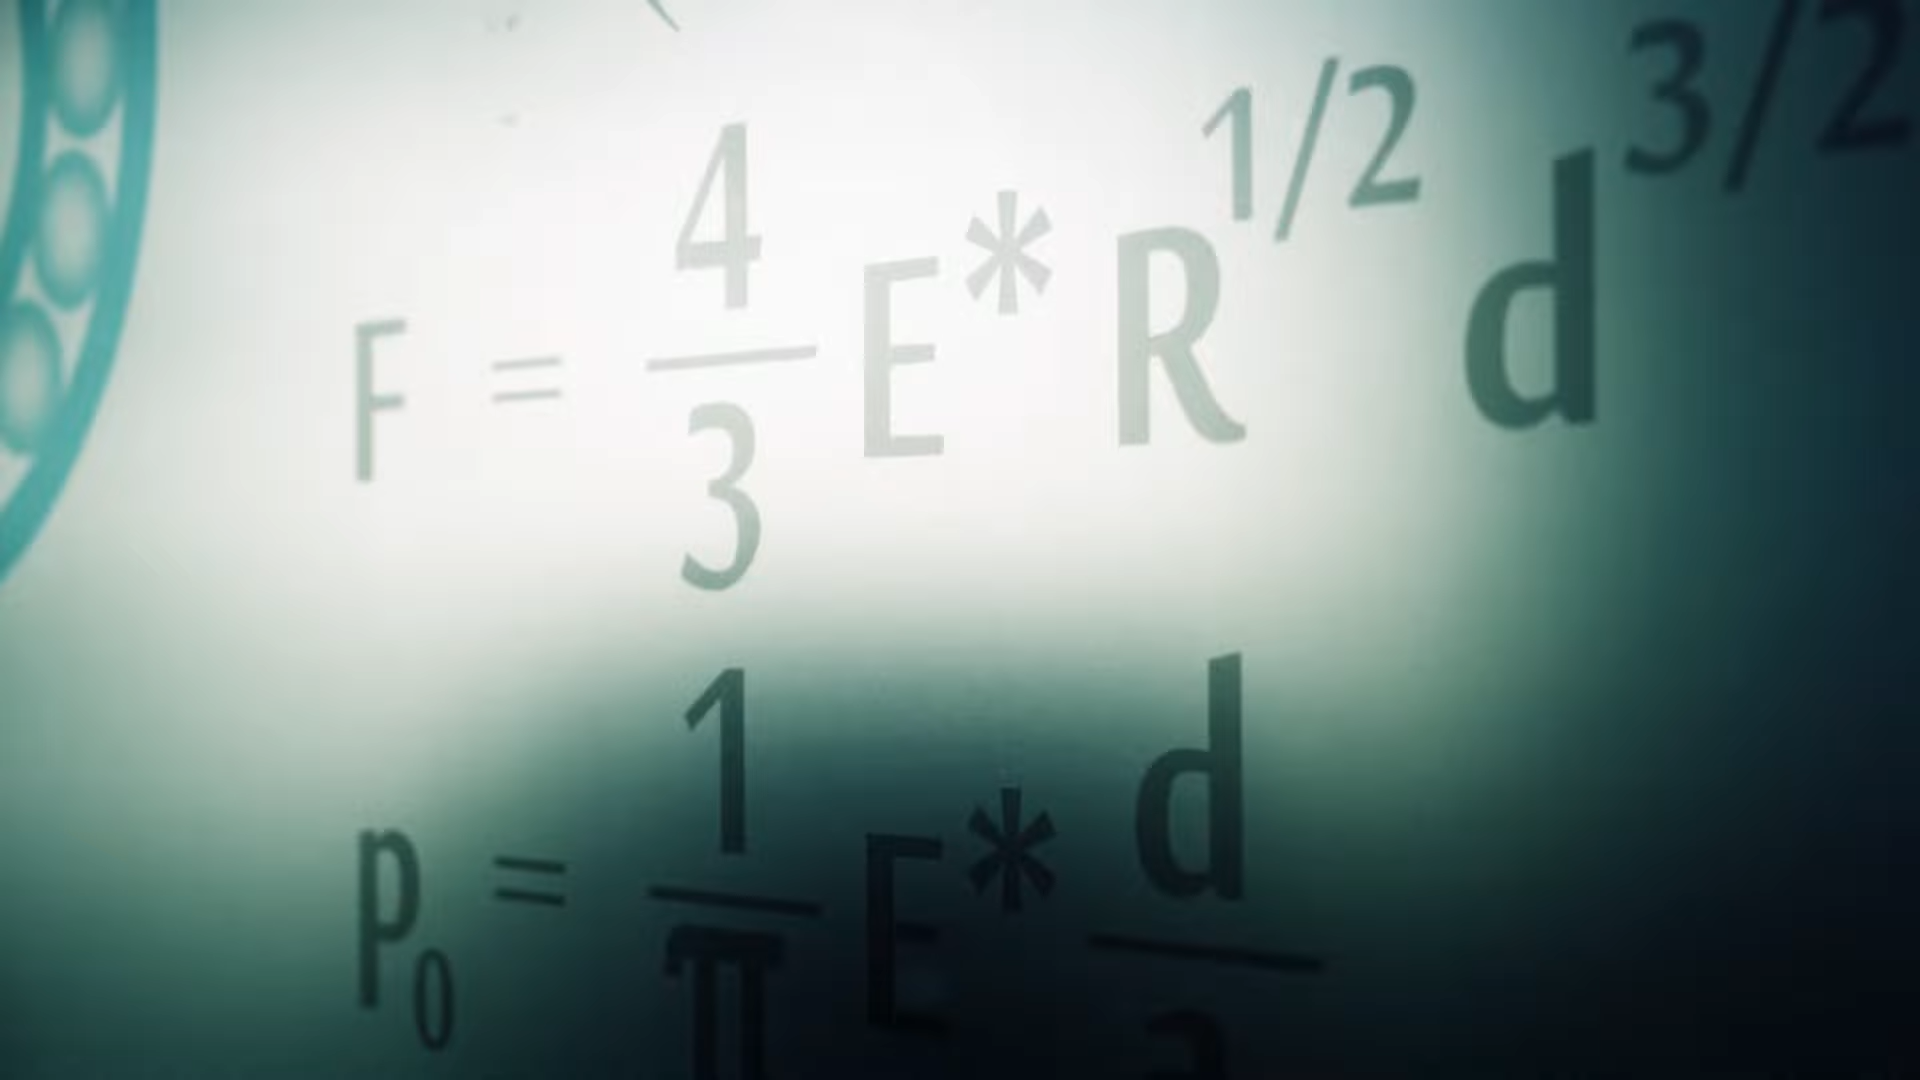 F = 4/3 E* R^1/2 d^3/2
p₀ = 1/π E* d/a